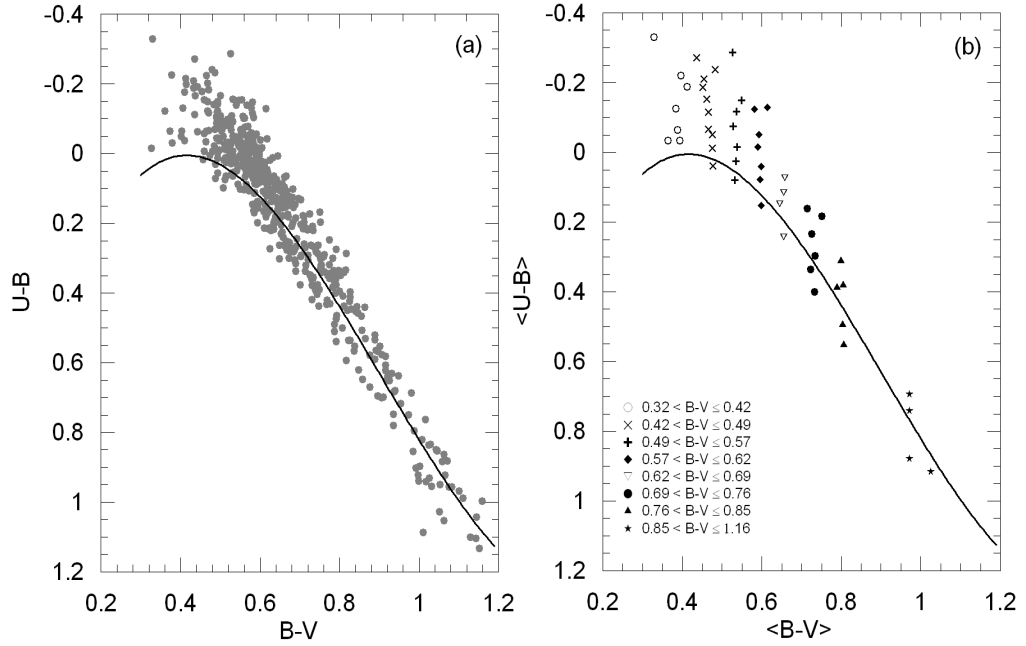 (a)
-0.4
-0.2
0
0.2
0.4
0.6
0.8
1
1.2
U-B
0.2 0.4 0.6 0.8 1 1.2
B-V
(b)
-0.4
-0.2
0
0.2
0.4
0.6
0.8
1
1.2
<U-B>
0.32 < B-V ≤ 0.42
0.42 < B-V ≤ 0.49
0.49 < B-V ≤ 0.57
0.57 < B-V ≤ 0.62
0.62 < B-V ≤ 0.69
0.69 < B-V ≤ 0.76
0.76 < B-V ≤ 0.85
0.85 < B-V ≤ 1.16
0.2 0.4 0.6 0.8 1 1.2
<B-V>